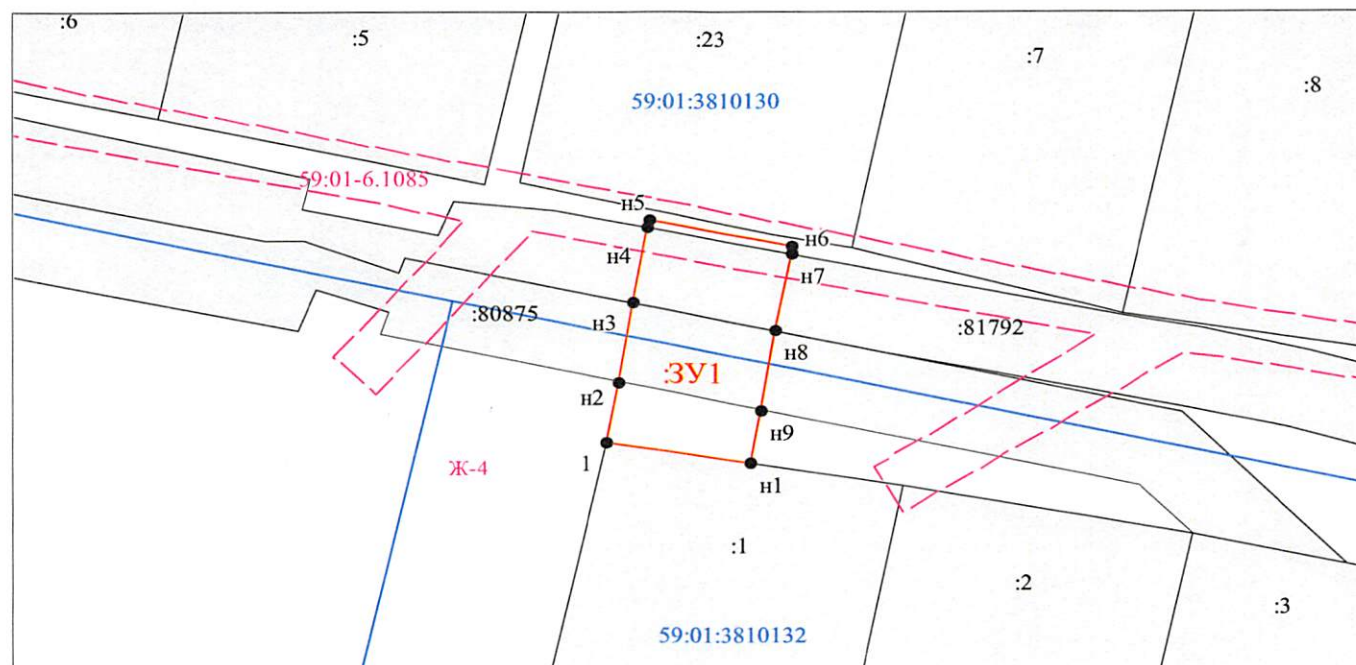 :6
:5
:23
:7
:8
59:01:3810130
59:01-6.1085
н5
н6
н4
н7
:80875
н3
:81792
н8
:ЗУ1
н2
н9
1
н1
Ж-4
:1
:2
:3
59:01:3810132